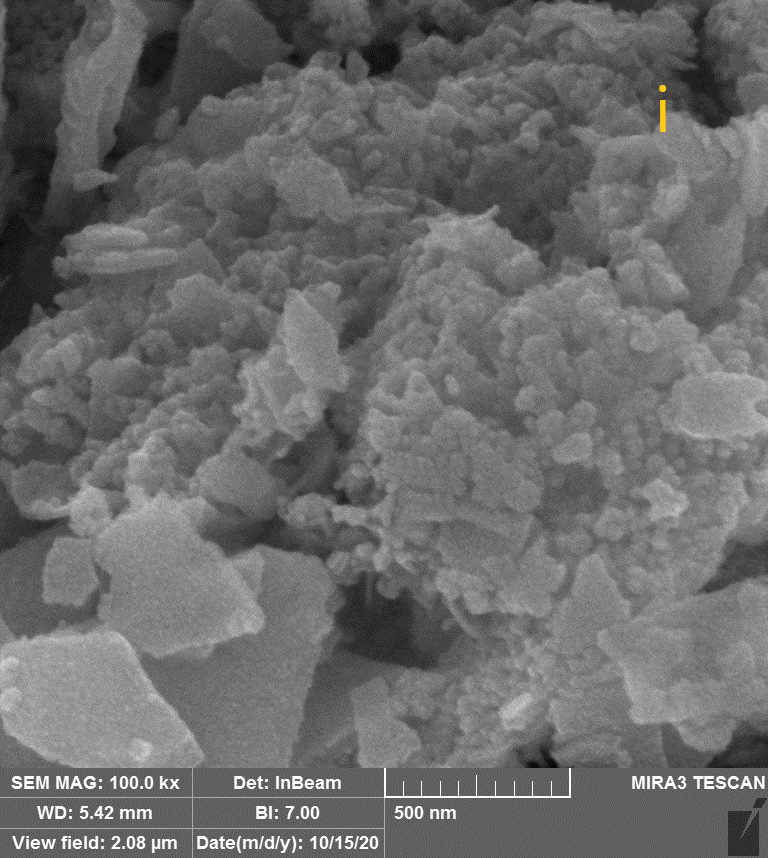 i
SEM MAG: 100.0 kx Det: InBeam MIRA3 TESCAN
WD: 5.42 mm BI: 7.00 500 nm
View field: 2.08 µm Date(m/d/y): 10/15/20